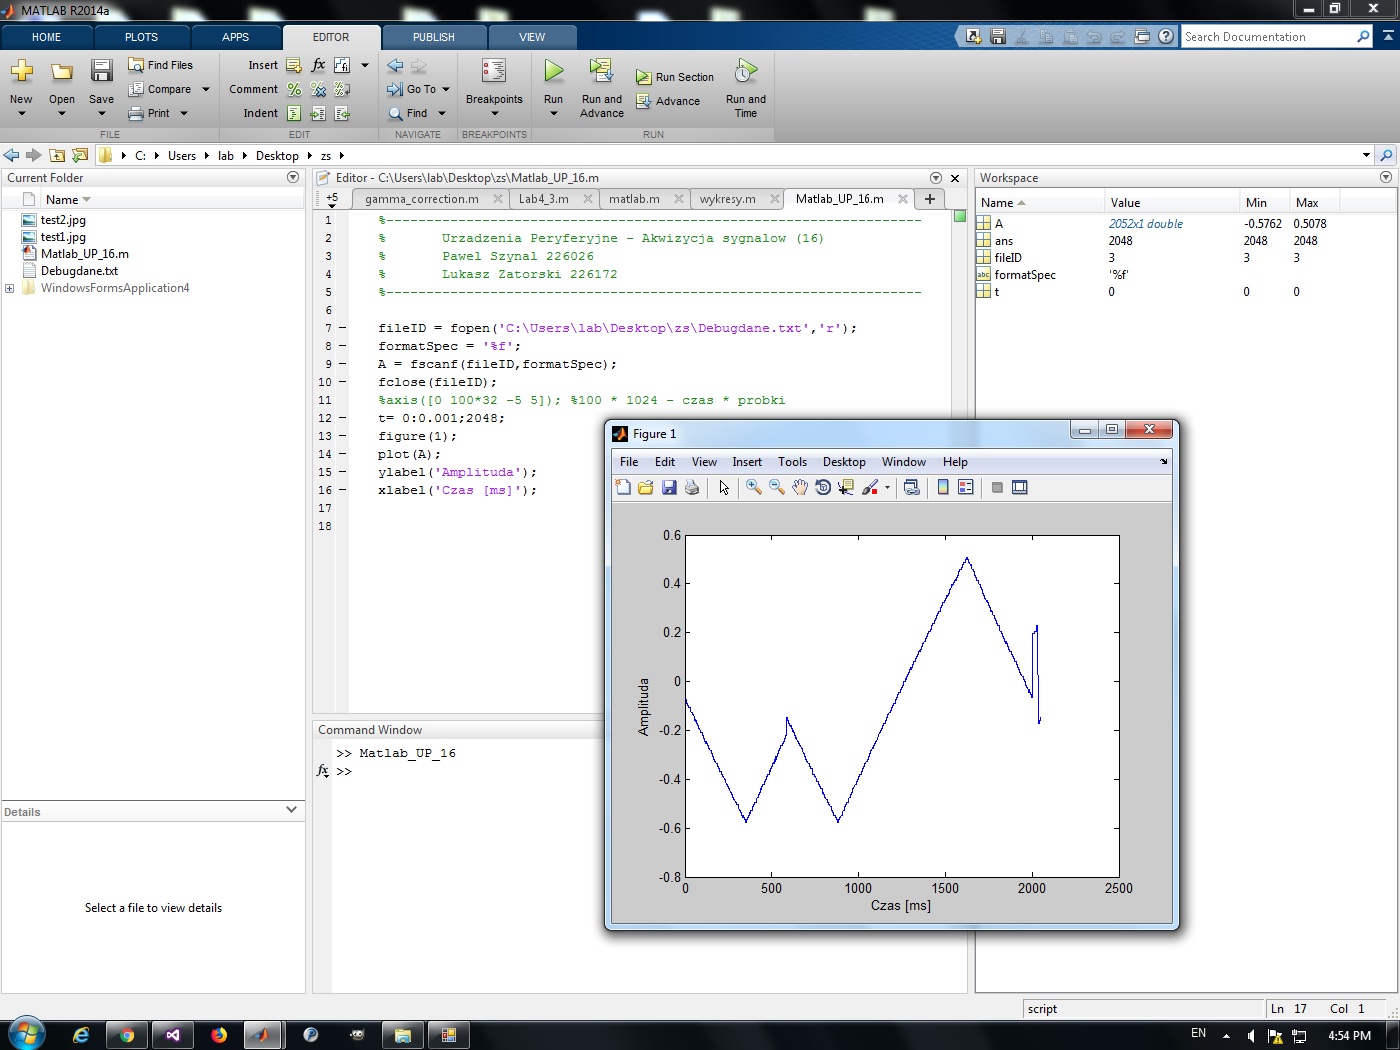 MATLAB R2014a
HOME PLOTS APPS EDITOR PUBLISH VIEW
Search Documentation
New Open Save
Find Files
Compare
Print
FILE
Insert
Comment
Indent
EDIT
Go To
Find
NAVIGATE
Breakpoints
BREAKPOINTS
Run
Run and Advance
Run Section
Advance
Run and Time
RUN
C: Users lab Desktop zs
Current Folder
Name
test2.jpg
test1.jpg
Matlab_UP_16.m
Debugdane.txt
WindowsFormsApplication4
Details
Select a file to view details
Editor - C:\Users\lab\Desktop\zs\Matlab_UP_16.m
+5 gamma_correction.m Lab4_3.m matlab.m wykresy.m Matlab_UP_16.m
1 %-------------------------------------------------------------------
2 % Urzadzenia Peryferyjne - Akwizycja sygnalow (16)
3 % Pawel Szynal 226026
4 % Lukasz Zatorski 226172
5 %-------------------------------------------------------------------
6
7 fileID = fopen('C:\Users\lab\Desktop\zs\Debugdane.txt','r');
8 formatSpec = '%f';
9 A = fscanf(fileID,formatSpec);
10 fclose(fileID);
11 %axis([0 100*32 -5 5]); %100 * 1024 - czas * probki
12 t= 0:0.001;2048;
13 figure(1);
14 plot(A);
15 ylabel('Amplituda');
16 xlabel('Czas [ms]');
17
18
Command Window
>> Matlab_UP_16
fx >>
Workspace
Name Value Min Max
A 2052x1 double -0.5762 0.5078
ans 2048 2048 2048
fileID 3 3 3
abc formatSpec '%f'
t 0 0 0
Figure 1
File Edit View Insert Tools Desktop Window Help
0.6
0.4
0.2
0
-0.2
-0.4
-0.6
-0.8
0 500 1000 1500 2000 2500
Amplituda
Czas [ms]
script
Ln 17 Col 1
EN
4:54 PM